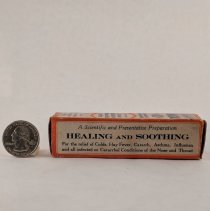 A Scientific and Preventative Preparation
HEALING AND SOOTHING
For the relief of Colds, Hay Fever, Catarrh, Asthma, Influenza
and all infected or Catarrhal Conditions of the Nose and Throat